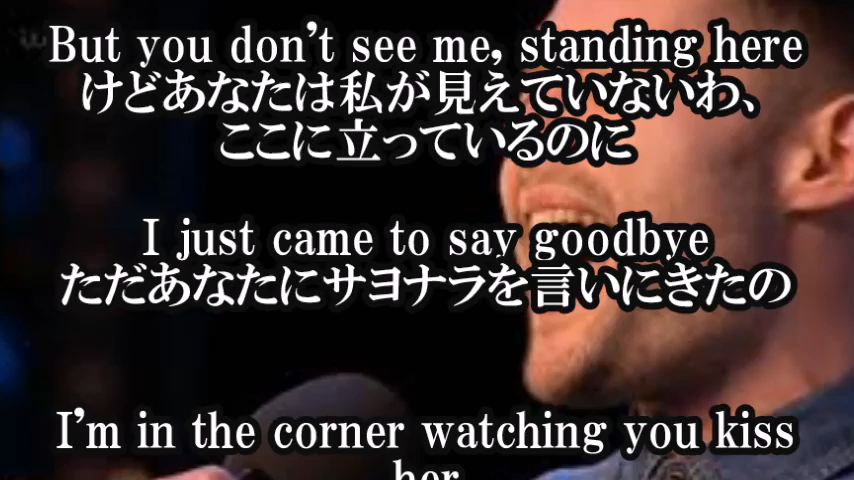 But you don't see me, standing here
けどあなたは私が見えていないわ、
ここに立っているのに
I just came to say goodbye
ただあなたにサヨナラを言いにきたの
I'm in the corner watching you kiss
her